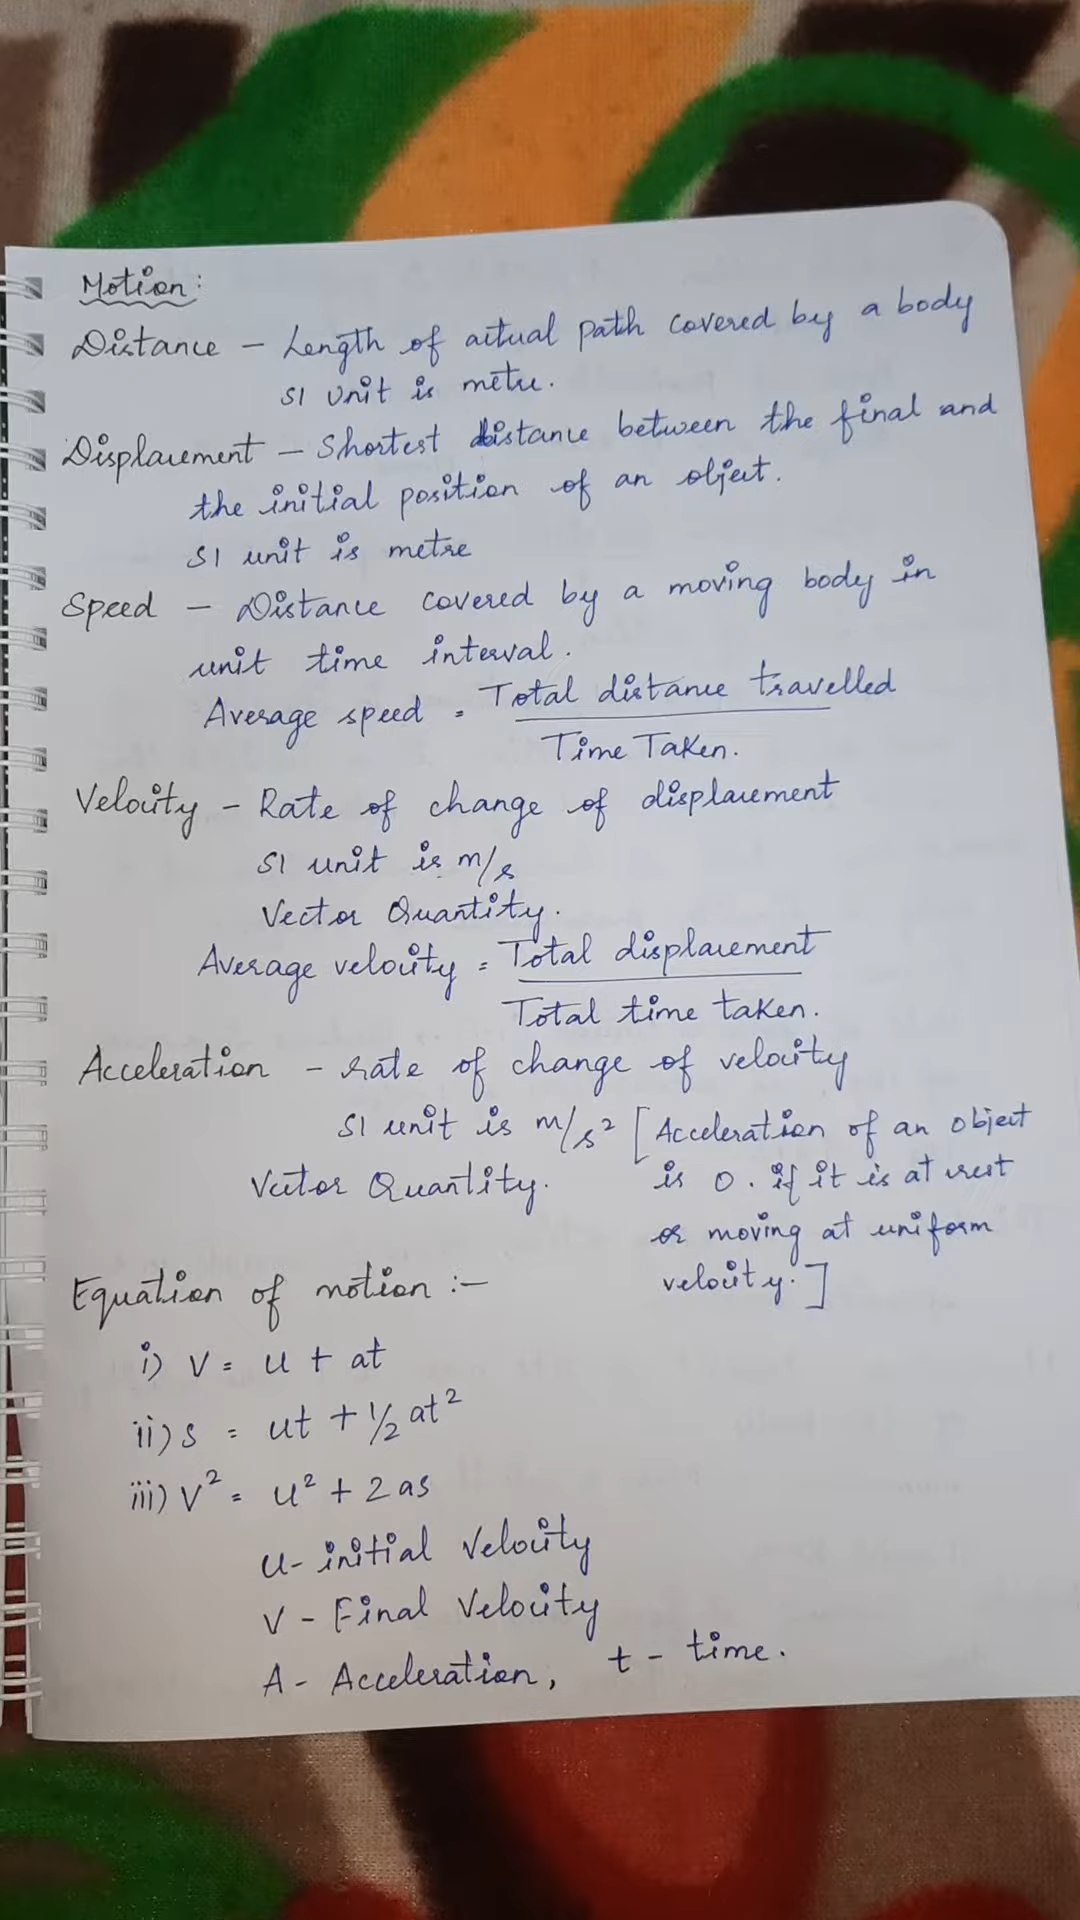 Motion:
Distance - Length of actual path covered by a body
SI unit is metre.
Displacement - Shortest distance between the final and
the initial position of an object.
SI unit is metre
Speed - Distance covered by a moving body in
unit time interval.
Average speed = Total distance travelled
Time Taken.
Velocity - Rate of change of displacement
SI unit is m/s
Vector Quantity.
Average velocity = Total displacement
Total time taken.
Acceleration - rate of change of velocity
SI unit is m/s² [Acceleration of an object
Vector Quantity. is 0. if it is at rest
or moving at uniform
velocity.]
Equation of motion :-
i) V = u + at
ii) s = ut + 1/2 at²
iii) V² = u² + 2as
u - initial Velocity
V - Final Velocity
A - Acceleration, t - time.